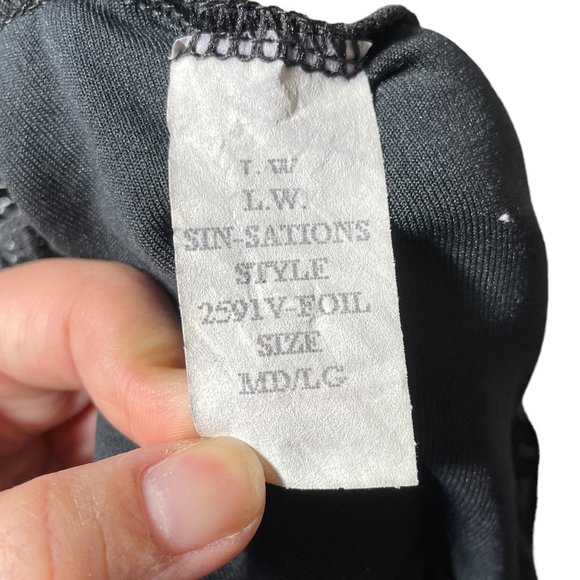 L.W.
L.W.
SIN-SATIONS
STYLE
2591V-FOIL
SIZE
MD/LG